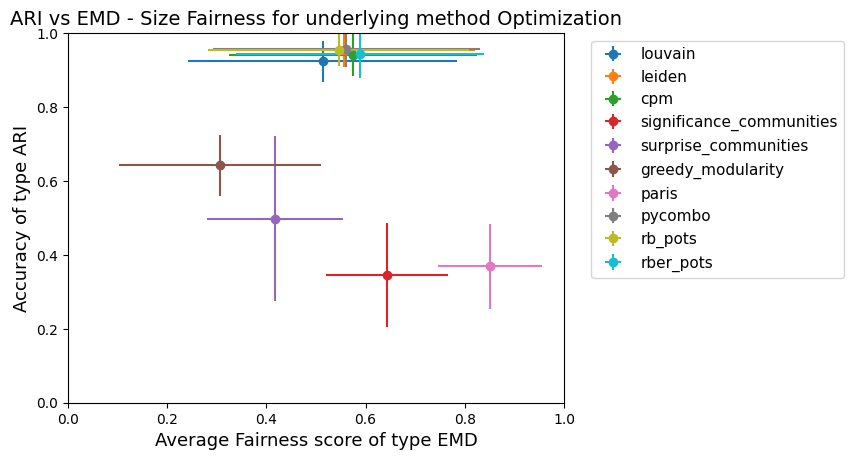 ARI vs EMD - Size Fairness for underlying method Optimization
1.0
0.8
0.6
0.4
0.2
0.0
Accuracy of type ARI
0.0 0.2 0.4 0.6 0.8 1.0
Average Fairness score of type EMD
louvain
leiden
cpm
significance_communities
surprise_communities
greedy_modularity
paris
pycombo
rb_pots
rber_pots